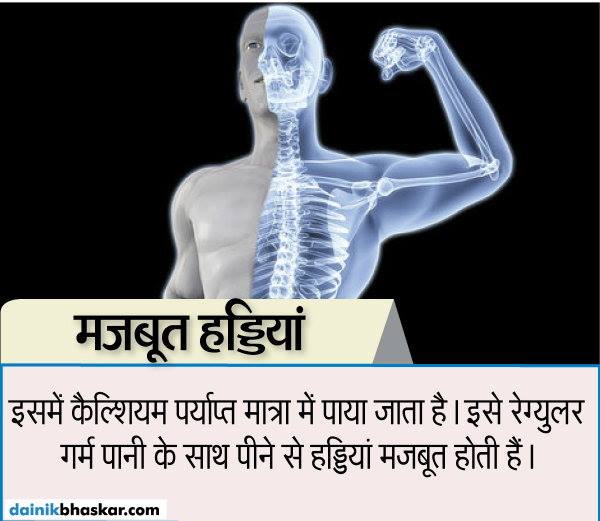 मजबूत हड्डियां
इसमें कैल्शियम पर्याप्त मात्रा में पाया जाता है। इसे रेग्युलर
गर्म पानी के साथ पीने से हड्डियां मजबूत होती हैं।
dainikbhaskar.com